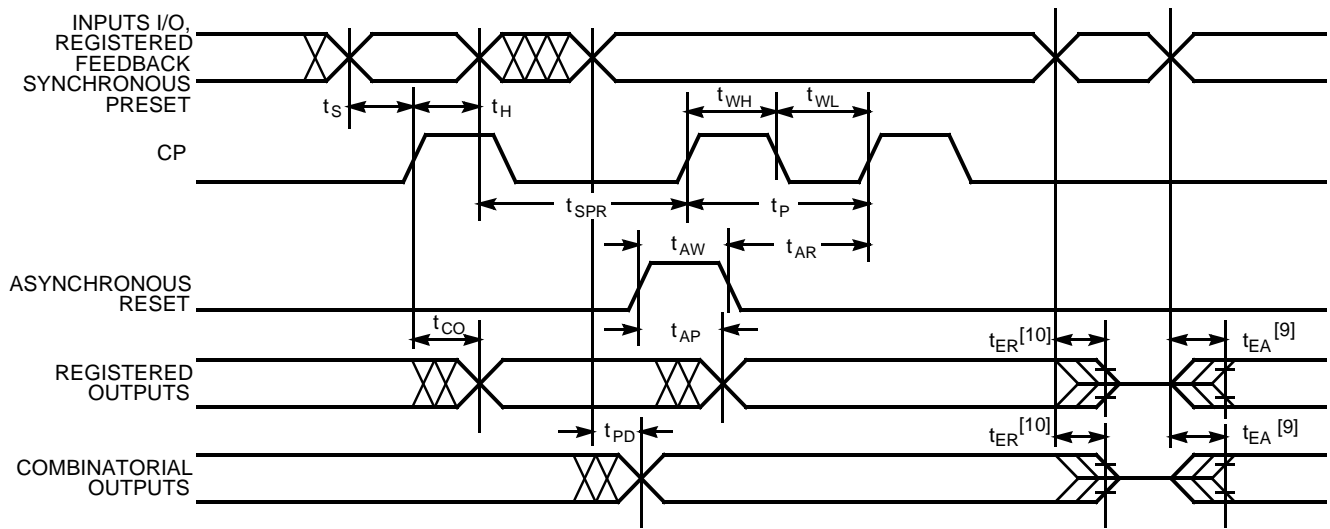 INPUTS I/O,
REGISTERED
FEEDBACK
SYNCHRONOUS
PRESET
tS
tH
tWH
tWL
CP
tSPR
tP
tAW
tAR
ASYNCHRONOUS
RESET
tCO
tAP
tER[10]
tEA[9]
REGISTERED
OUTPUTS
tPD
tER[10]
tEA[9]
COMBINATORIAL
OUTPUTS